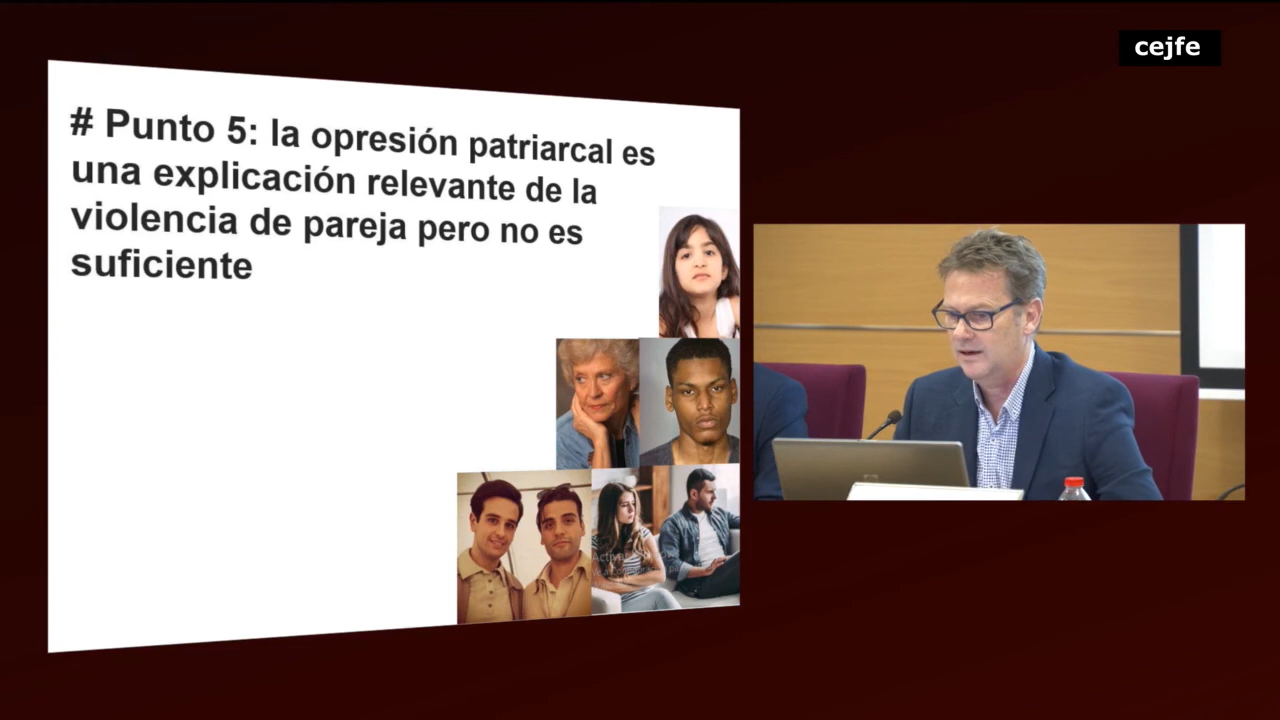 cejfe
# Punto 5: la opresión patriarcal es
una explicación relevante de la
violencia de pareja pero no es
suficiente